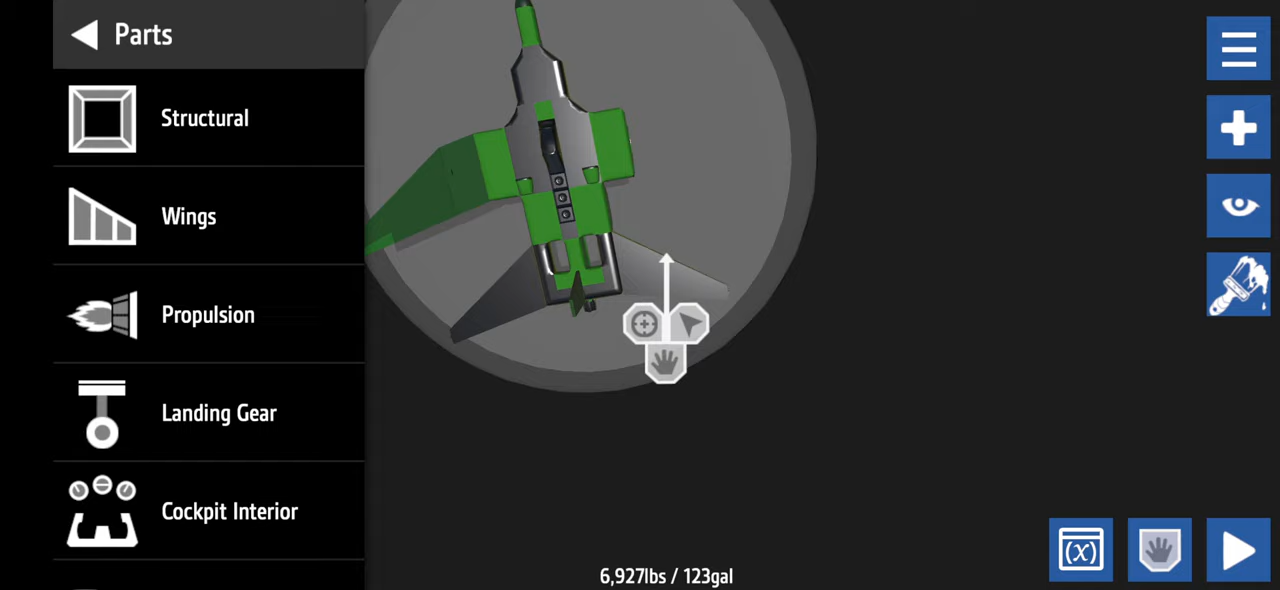 Parts
Structural
Wings
Propulsion
Landing Gear
Cockpit Interior
(x)
6,927lbs / 123gal